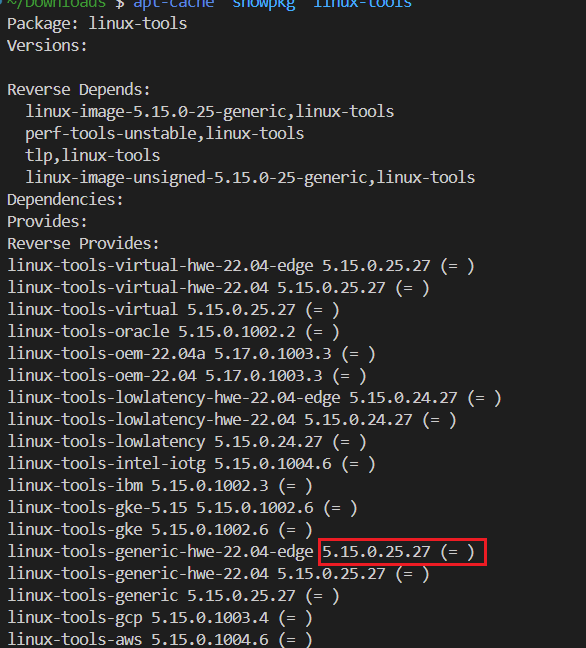 ~/Downloads $ apt-cache showpkg linux-tools
Package: linux-tools
Versions:
Reverse Depends:
linux-image-5.15.0-25-generic,linux-tools
perf-tools-unstable,linux-tools
tlp,linux-tools
linux-image-unsigned-5.15.0-25-generic,linux-tools
Dependencies:
Provides:
Reverse Provides:
linux-tools-virtual-hwe-22.04-edge 5.15.0.25.27 (= )
linux-tools-virtual-hwe-22.04 5.15.0.25.27 (= )
linux-tools-virtual 5.15.0.25.27 (= )
linux-tools-oracle 5.15.0.1002.2 (= )
linux-tools-oem-22.04a 5.17.0.1003.3 (= )
linux-tools-oem-22.04 5.17.0.1003.3 (= )
linux-tools-lowlatency-hwe-22.04-edge 5.15.0.24.27 (= )
linux-tools-lowlatency-hwe-22.04 5.15.0.24.27 (= )
linux-tools-lowlatency 5.15.0.24.27 (= )
linux-tools-intel-iotg 5.15.0.1004.6 (= )
linux-tools-ibm 5.15.0.1002.3 (= )
linux-tools-gke-5.15 5.15.0.1002.6 (= )
linux-tools-gke 5.15.0.1002.6 (= )
linux-tools-generic-hwe-22.04-edge 5.15.0.25.27 (= )
linux-tools-generic-hwe-22.04 5.15.0.25.27 (= )
linux-tools-generic 5.15.0.25.27 (= )
linux-tools-gcp 5.15.0.1003.4 (= )
linux-tools-aws 5.15.0.1004.6 (= )